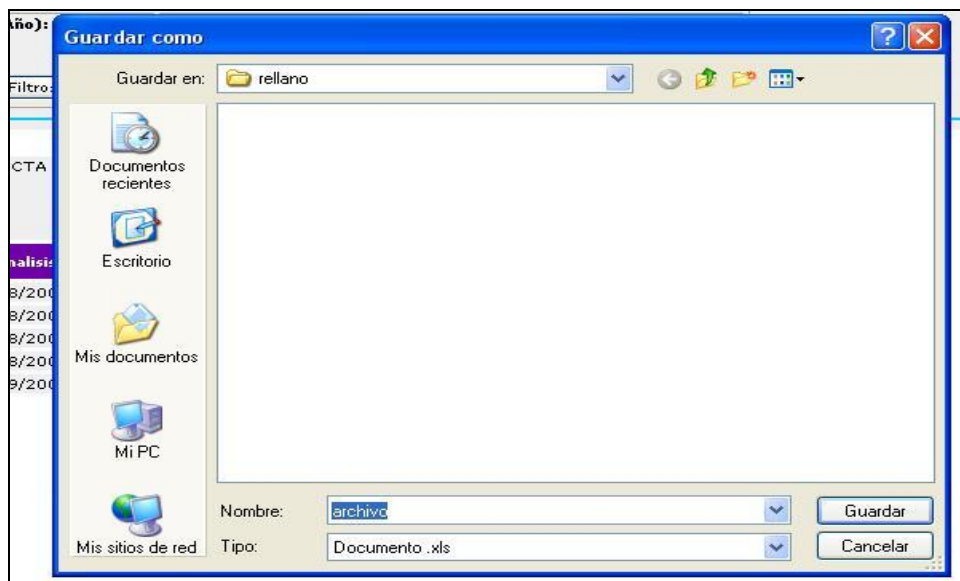 Año):
Guardar como
Guardar en: rellano
Filtro:
CTA
Documentos
recientes
Escritorio
Mis documentos
Mi PC
Mis sitios de red
8/200
8/200
8/200
8/200
9/200
Nombre: archivo Guardar
Tipo: Documento .xls Cancelar